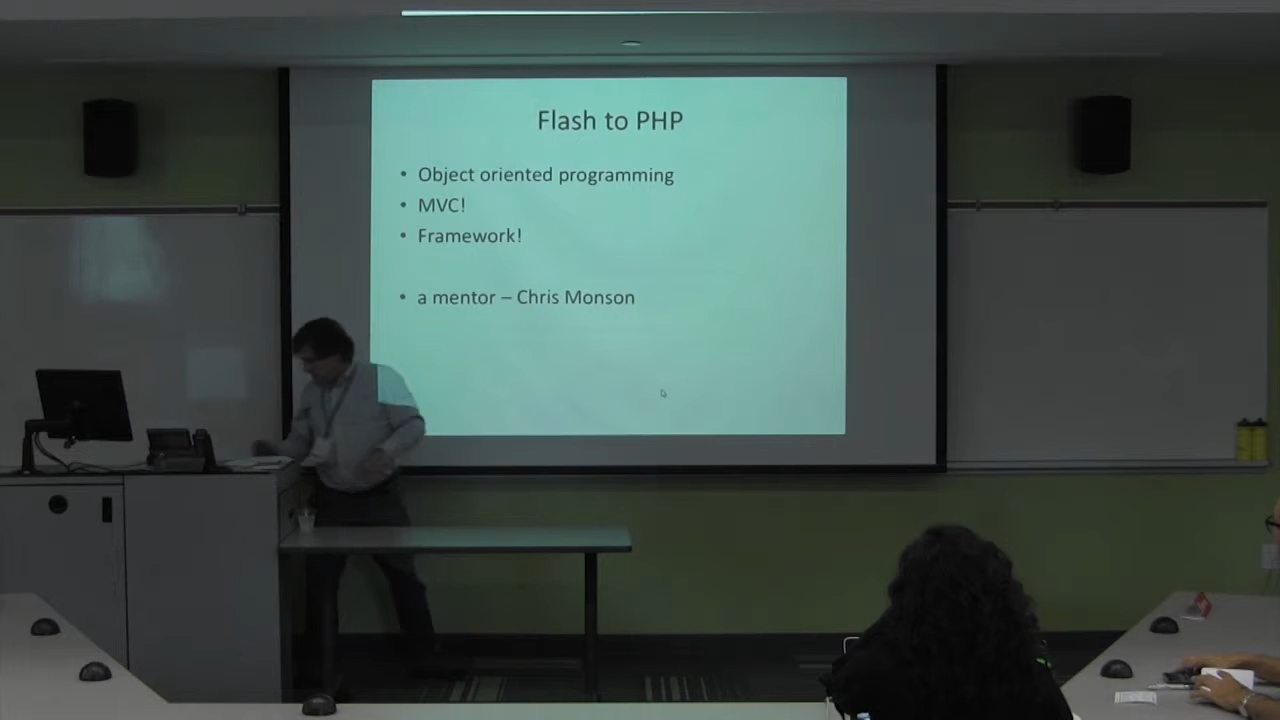 Flash to PHP
• Object oriented programming
• MVC!
• Framework!
• a mentor – Chris Monson